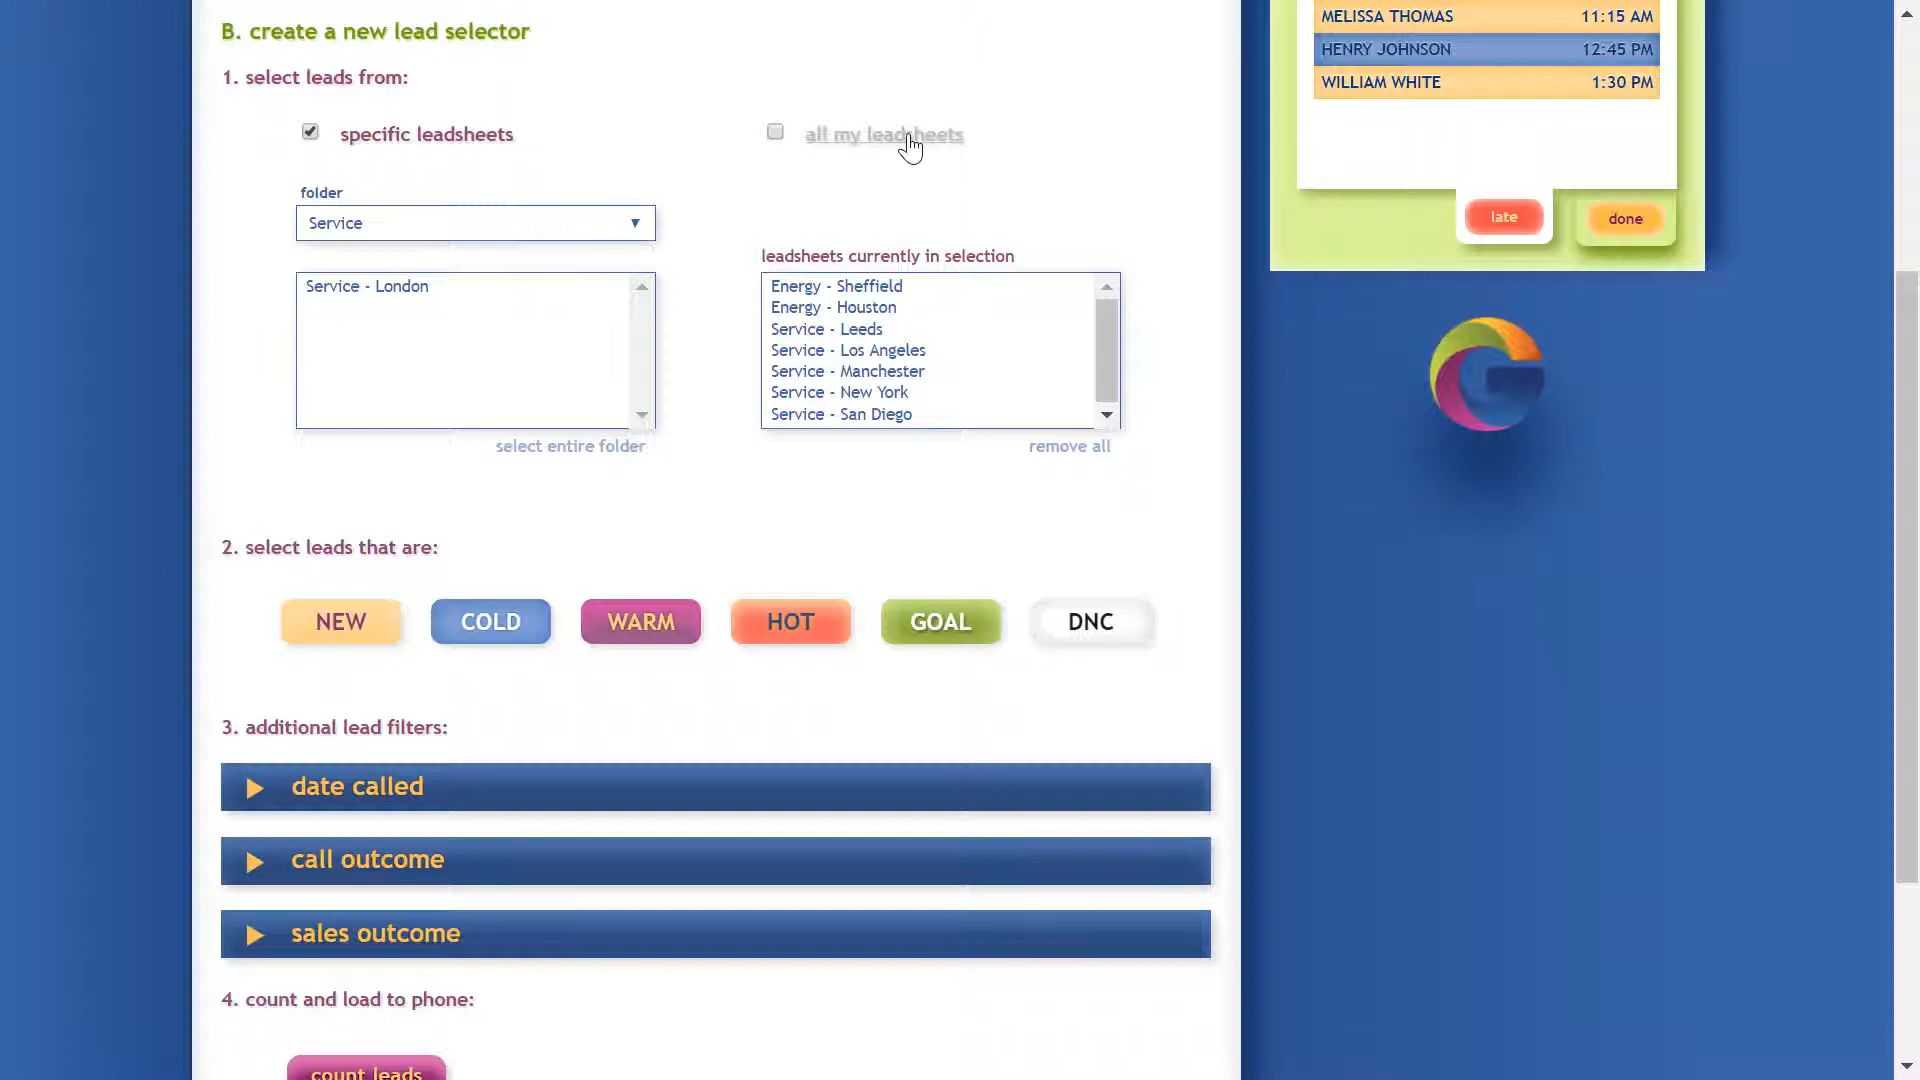 B. create a new lead selector
1. select leads from:
specific leadsheets
all my leadsheets
folder
Service
Service - London
select entire folder
leadsheets currently in selection
Energy - Sheffield
Energy - Houston
Service - Leeds
Service - Los Angeles
Service - Manchester
Service - New York
Service - San Diego
remove all
2. select leads that are:
NEW COLD WARM HOT GOAL DNC
3. additional lead filters:
date called
call outcome
sales outcome
4. count and load to phone:
count leads
MELISSA THOMAS 11:15 AM
HENRY JOHNSON 12:45 PM
WILLIAM WHITE 1:30 PM
late
done